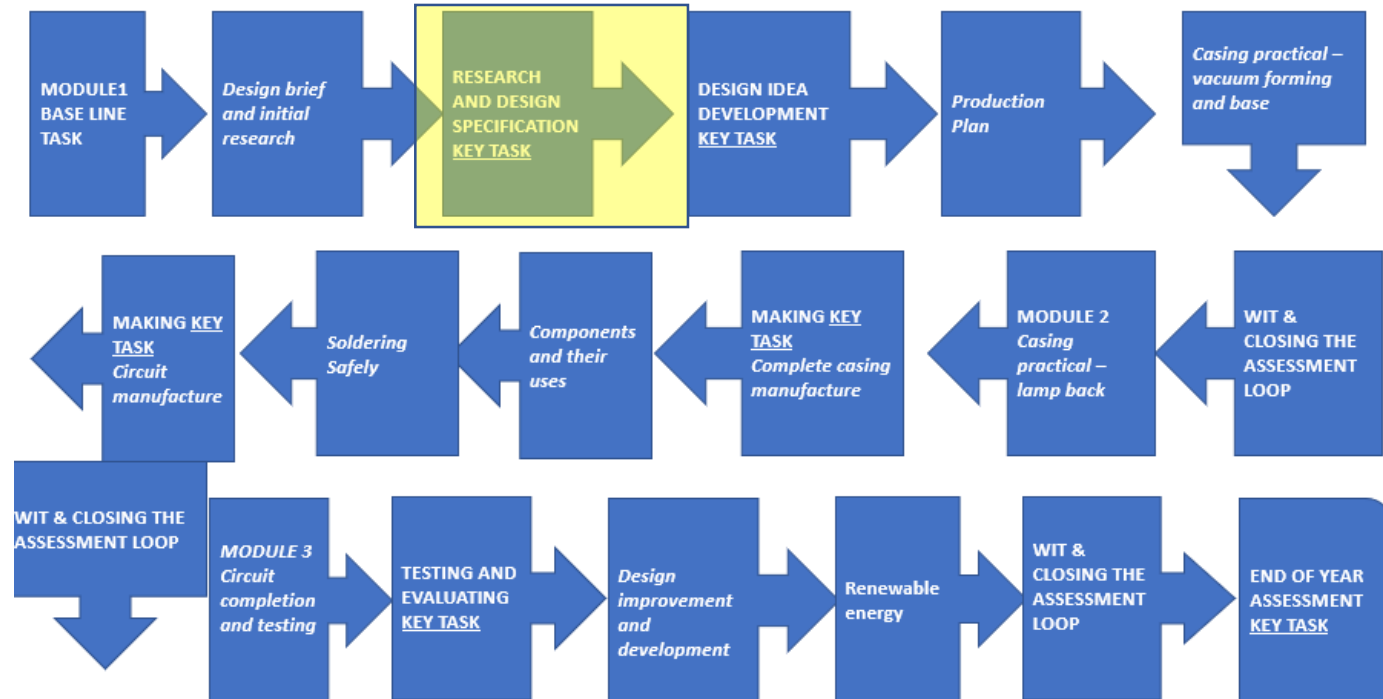 MODULE1
BASE LINE
TASK
Design brief
and initial
research
RESEARCH
AND DESIGN
SPECIFICATION
KEY TASK
DESIGN IDEA
DEVELOPMENT
KEY TASK
Production
Plan
Casing practical –
vacuum forming
and base
WIT &
CLOSING THE
ASSESSMENT
LOOP
MODULE 2
Casing
practical –
lamp back
MAKING KEY
TASK
Complete casing
manufacture
Components
and their
uses
Soldering
Safely
MAKING KEY
TASK
Circuit
manufacture
WIT & CLOSING THE
ASSESSMENT LOOP
MODULE 3
Circuit
completion
and testing
TESTING AND
EVALUATING
KEY TASK
Design
improvement
and
development
Renewable
energy
WIT &
CLOSING THE
ASSESSMENT
LOOP
END OF YEAR
ASSESSMENT
KEY TASK